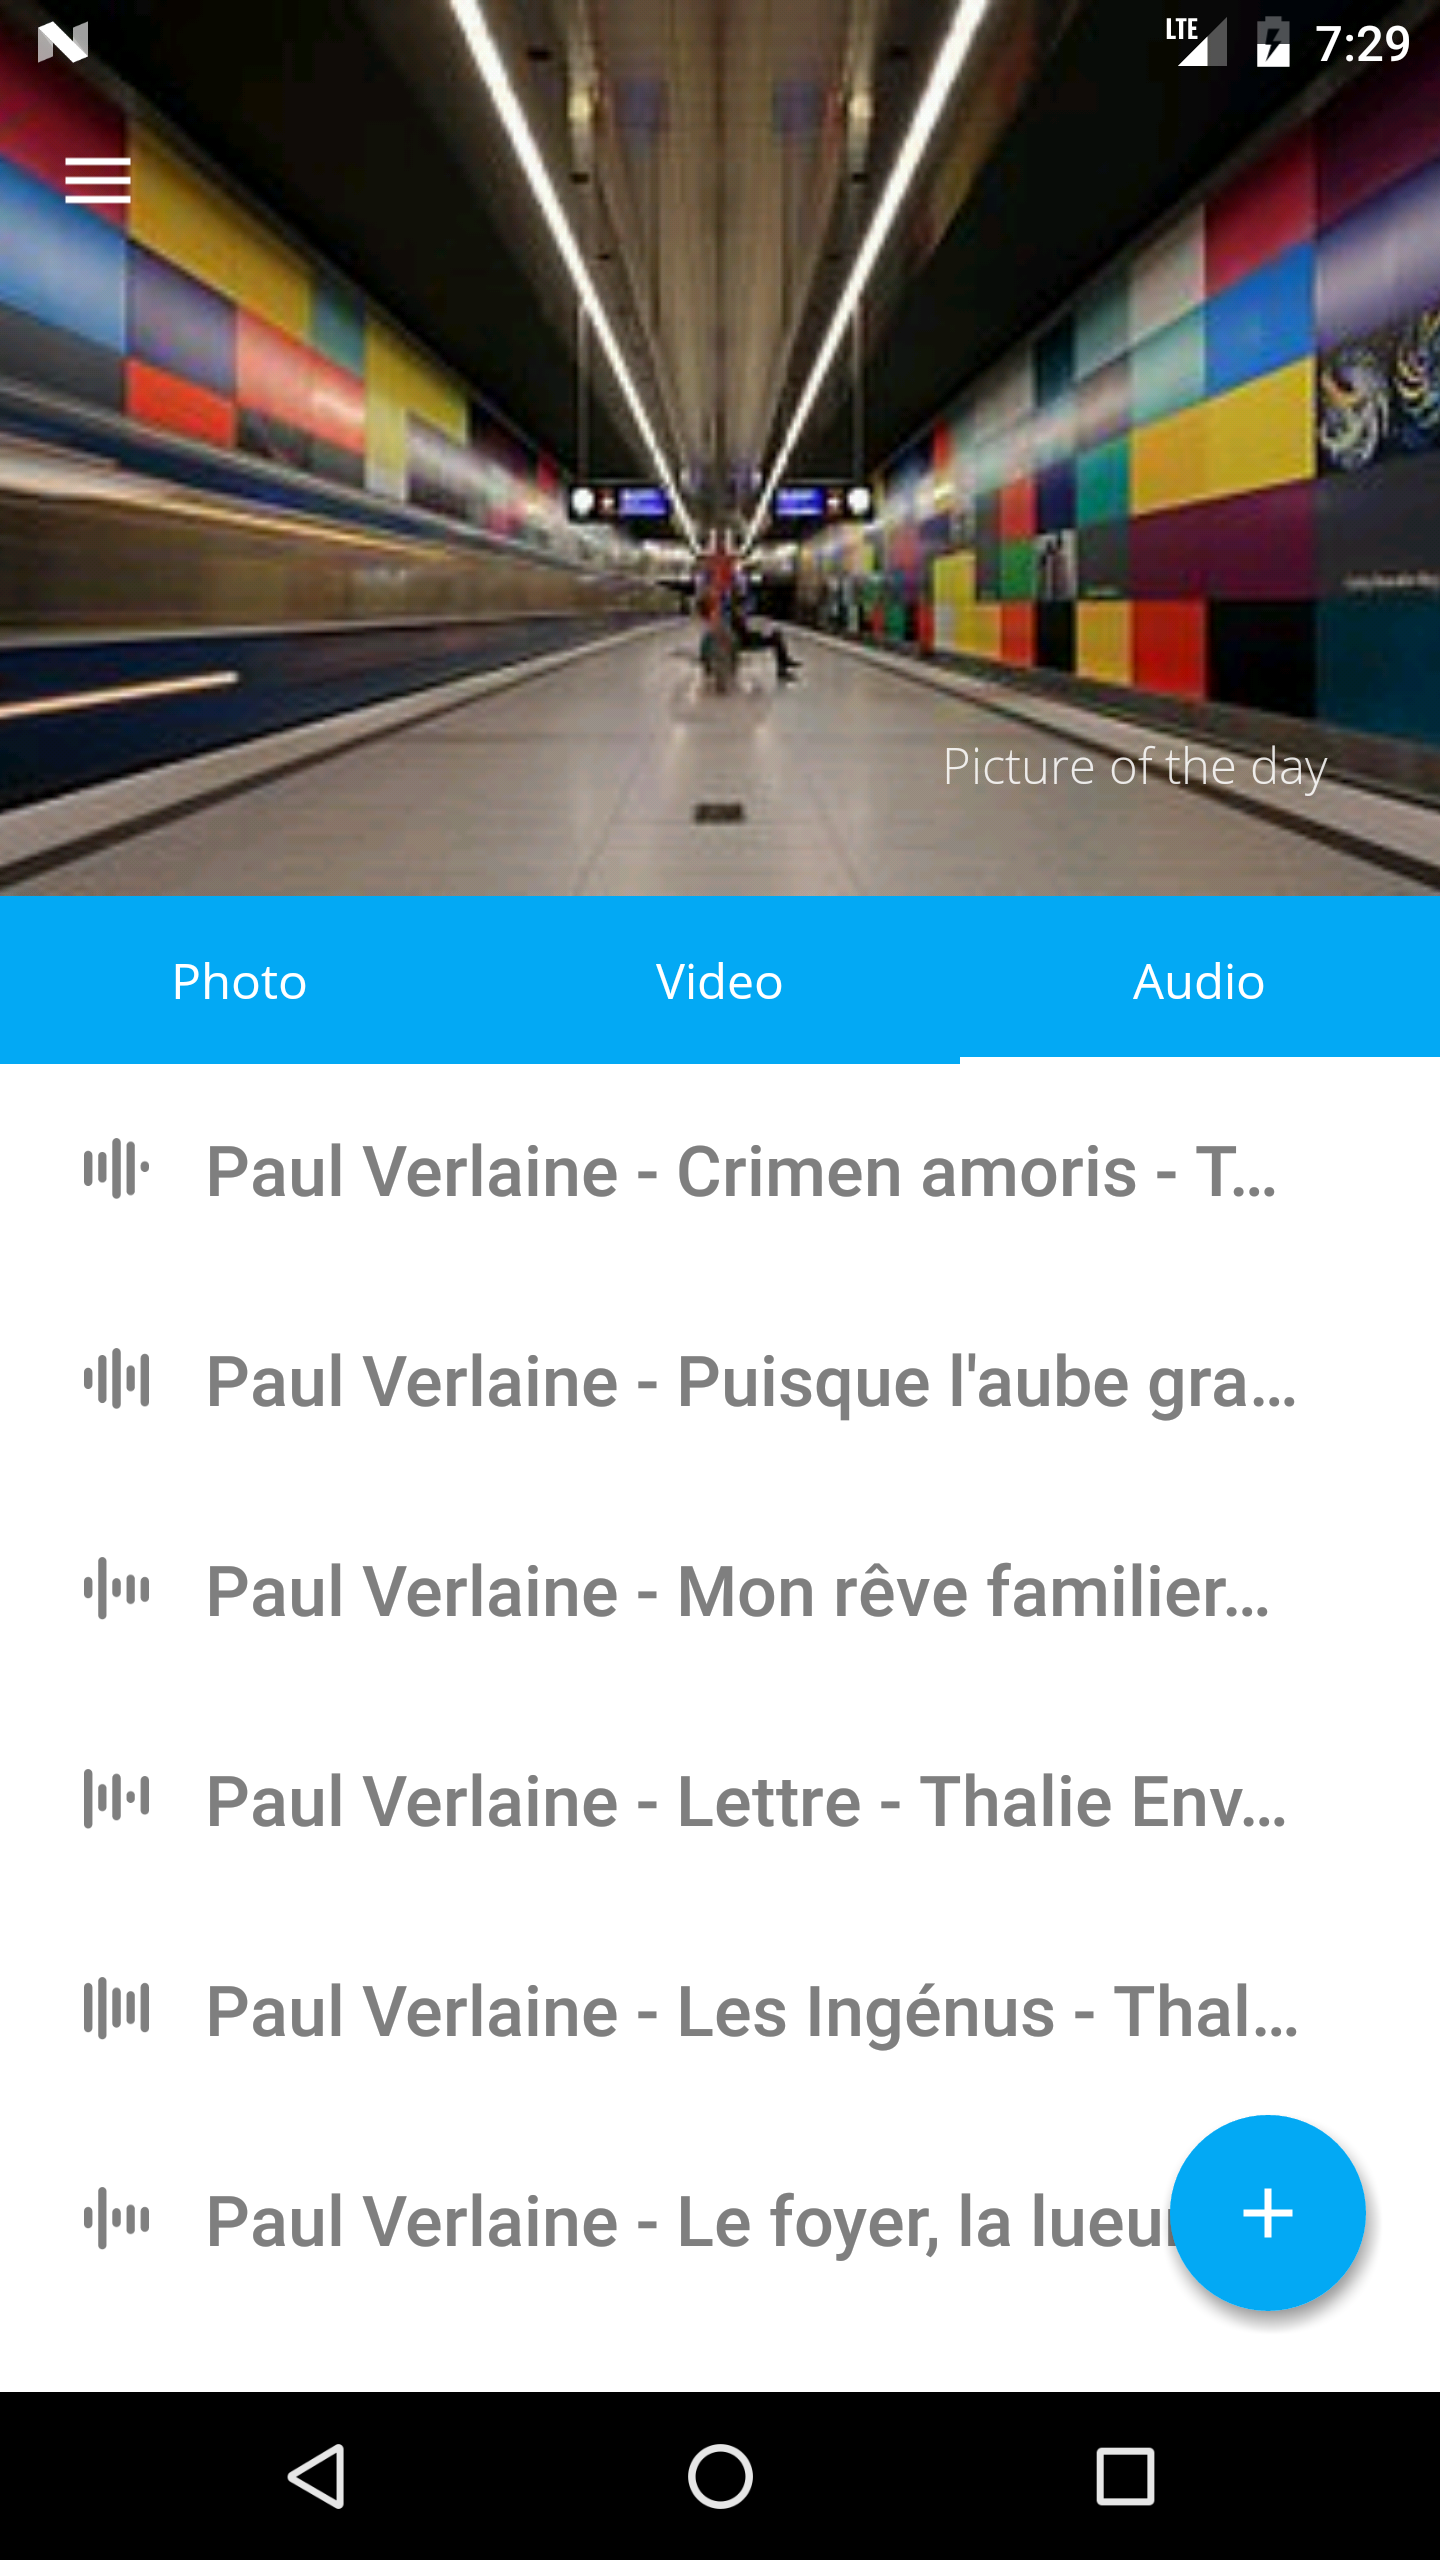 LTE 7:29
Picture of the day
Photo Video Audio
Paul Verlaine - Crimen amoris - T...
Paul Verlaine - Puisque l'aube gra...
Paul Verlaine - Mon rêve familier...
Paul Verlaine - Lettre - Thalie Env...
Paul Verlaine - Les Ingénus - Thal...
Paul Verlaine - Le foyer, la lueur